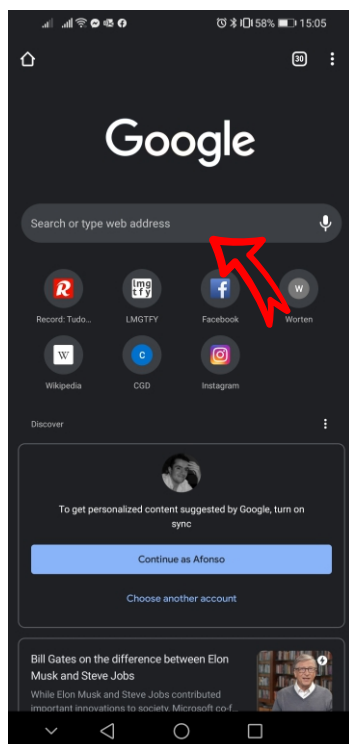 58% 15:05
30
Google
Search or type web address
R lmg tfy f W
Record: Tudo... LMGTFY Facebook Worten
W C
Wikipedia CGD Instagram
Discover
To get personalized content suggested by Google, turn on
sync
Continue as Afonso
Choose another account
Bill Gates on the difference between Elon
Musk and Steve Jobs
While Elon Musk and Steve Jobs contributed
important innovations to society, Microsoft co-f...